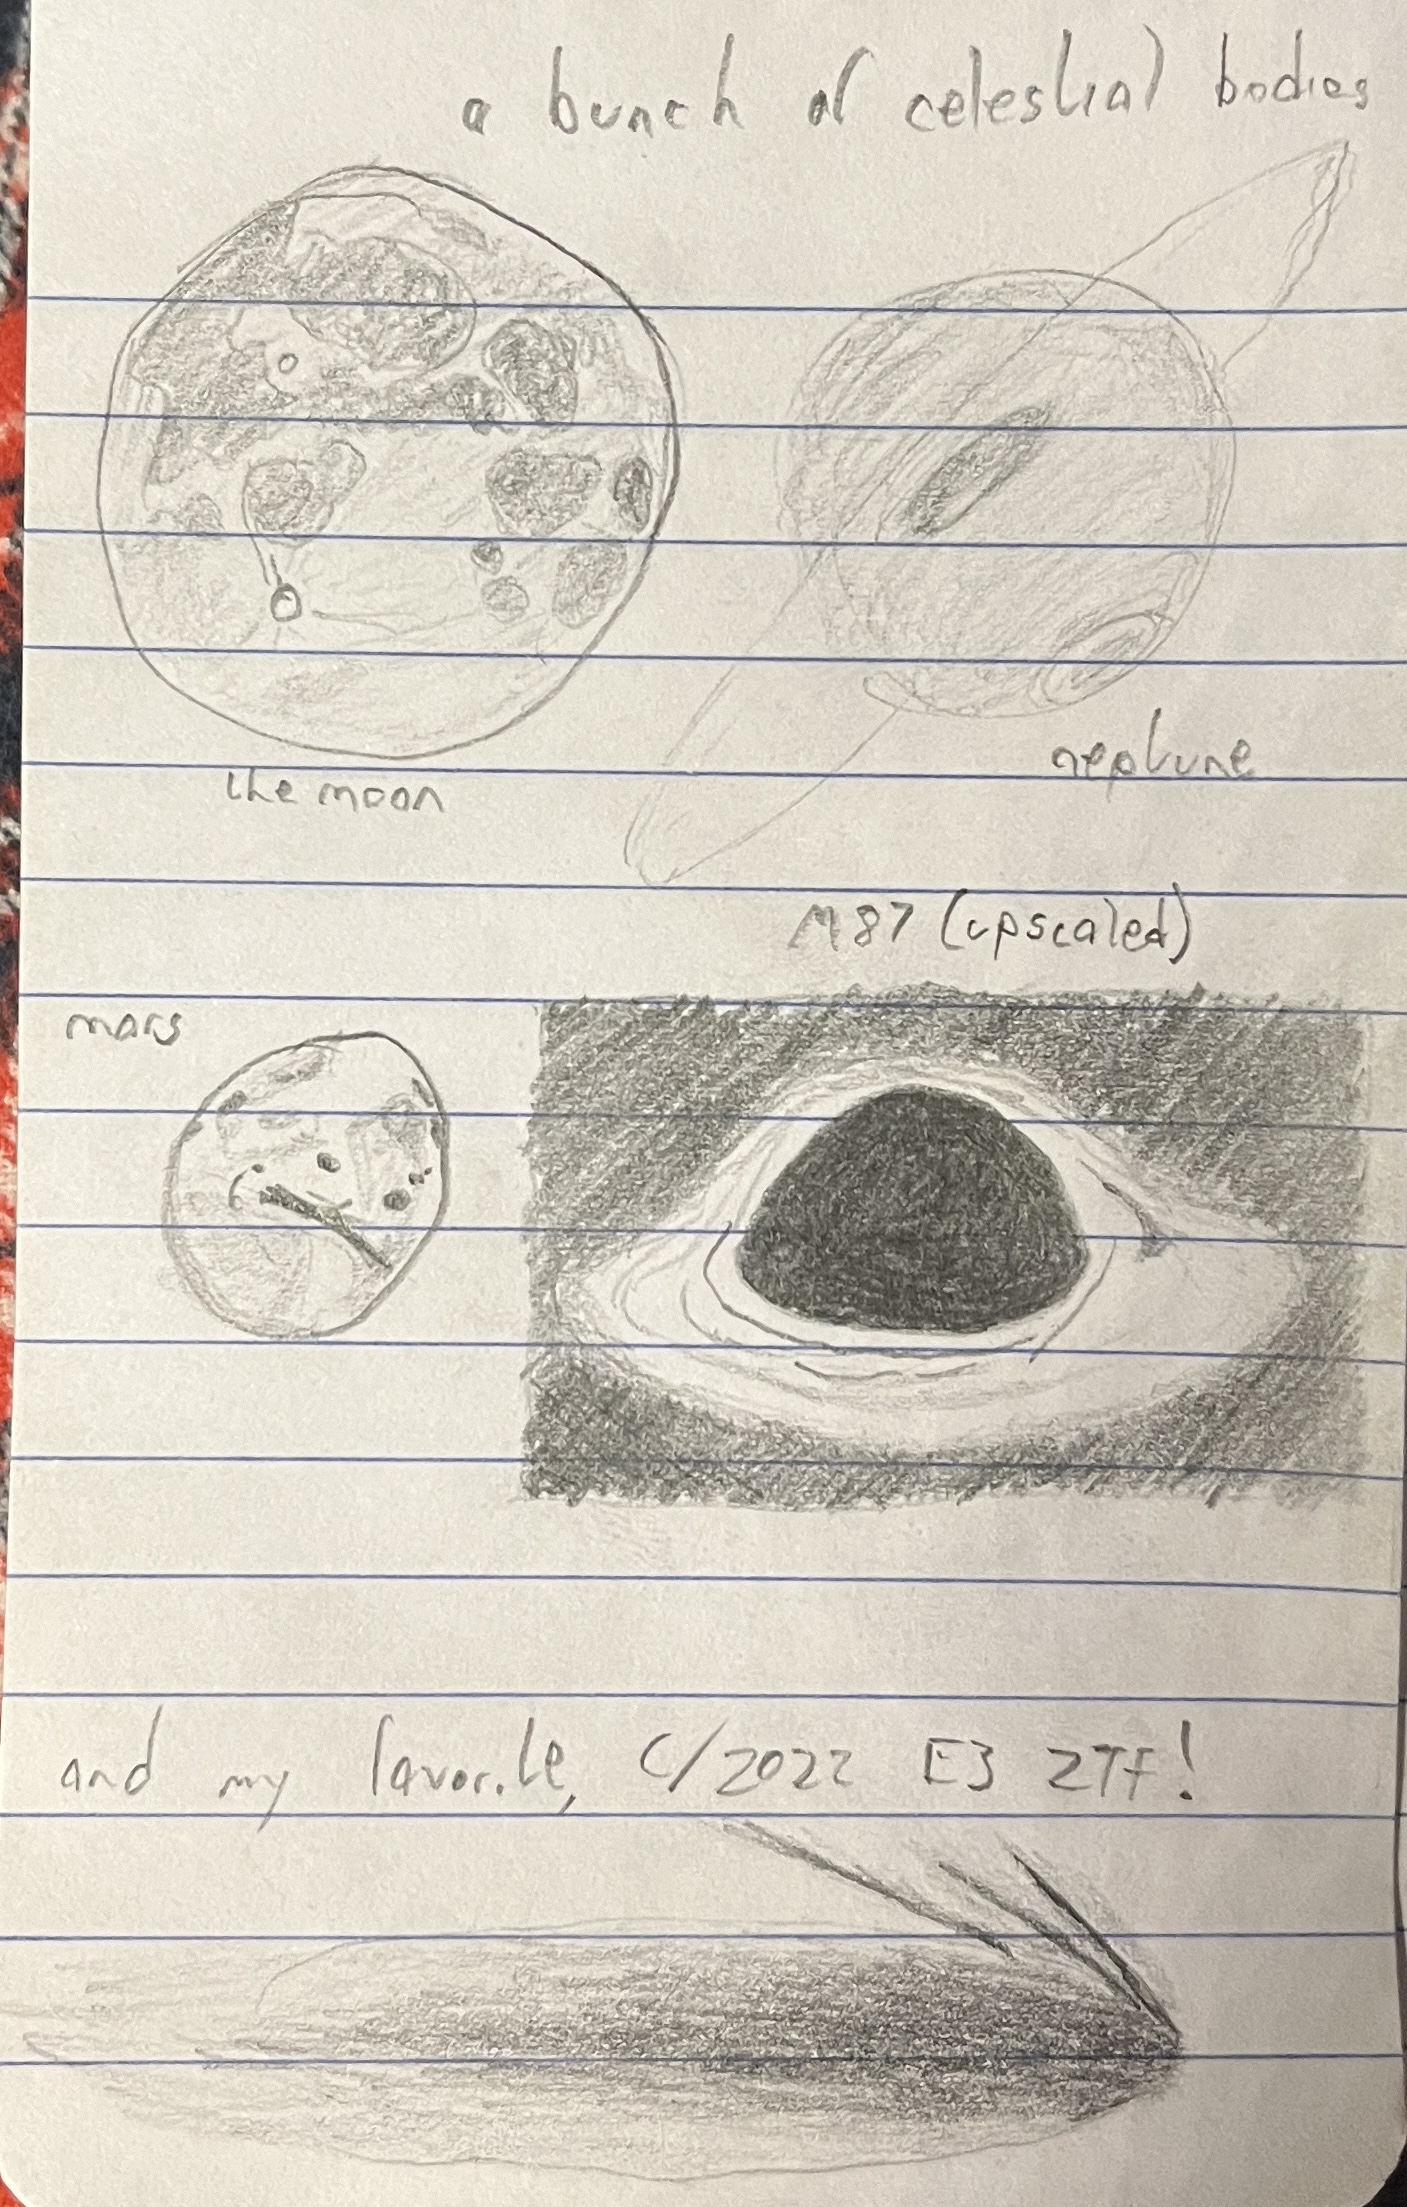 a bunch of celestial bodies
the moon
neptune
M87 (upscaled)
mars
and my favorite, C/2022 E3 ZTF!